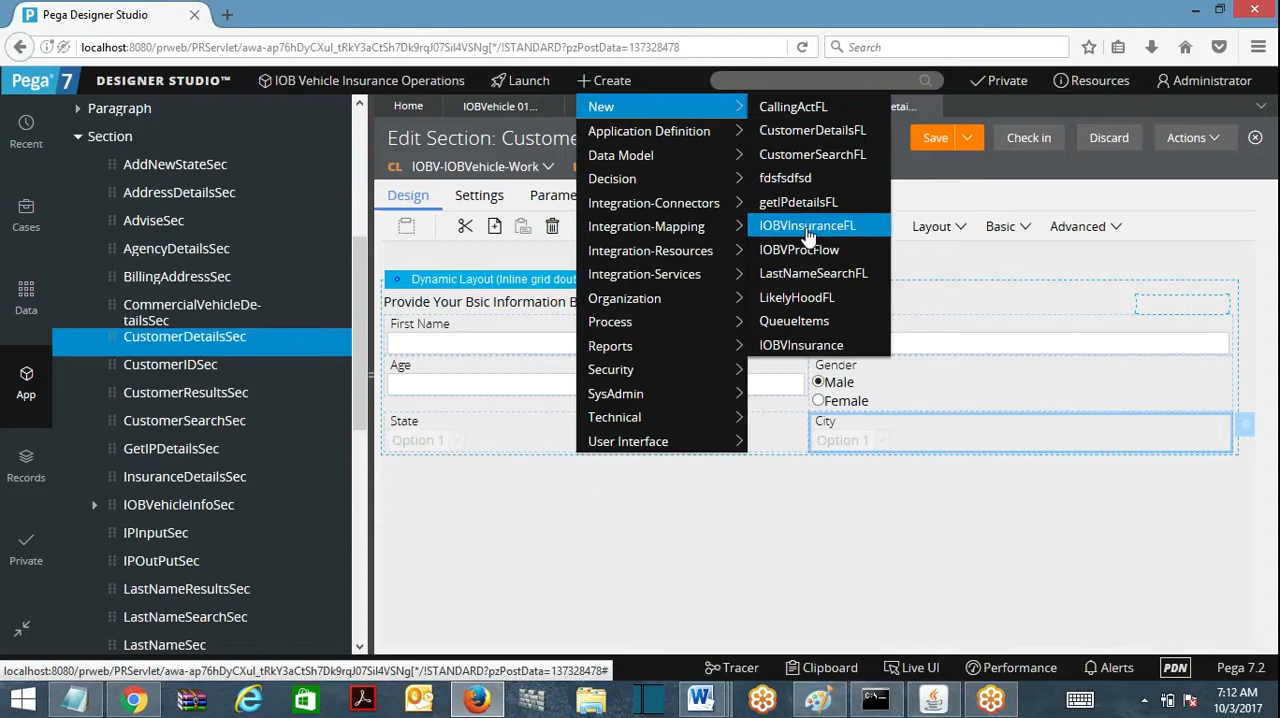 Pega Designer Studio
localhost:8080/prweb/PRServlet/awa-ap76hDyCXul_tRkY3aCtSh7Dk9rqJ07SiI4VSNg[*/!STANDARD?pzPostData=137328478
Search
Pega 7 DESIGNER STUDIO™ IOB Vehicle Insurance Operations Launch Create Private Resources Administrator
Recent
Cases
Data
App
Records
Private
Paragraph
Section
AddNewStateSec
AddressDetailsSec
AdviseSec
AgencyDetailsSec
BillingAddressSec
CommercialVehicleDe-
tailsSec
CustomerDetailsSec
CustomerIDSec
CustomerResultsSec
CustomerSearchSec
GetIPDetailsSec
InsuranceDetailsSec
IOBVehicleInfoSec
IPInputSec
IPOutPutSec
LastNameResultsSec
LastNameSearchSec
LastNameSec
Home IOBVehicle 01... etai...
Edit Section: Custome
CL IOBV-IOBVehicle-Work
Save Check in Discard Actions
Design Settings Parame
Layout Basic Advanced
Dynamic Layout (Inline grid dou
Provide Your Bsic Information B
First Name
Age
Gender
Male
Female
State
Option 1
City
Option 1
New
Application Definition
Data Model
Decision
Integration-Connectors
Integration-Mapping
Integration-Resources
Integration-Services
Organization
Process
Reports
Security
SysAdmin
Technical
User Interface
CallingActFL
CustomerDetailsFL
CustomerSearchFL
fdsfsdfsd
getIPdetailsFL
IOBVInsuranceFL
IOBVProcFlow
LastNameSearchFL
LikelyHoodFL
QueueItems
IOBVInsurance
localhost:8080/prweb/PRServlet/awa-ap76hDyCXul_tRkY3aCtSh7Dk9rqJ07SiI4VSNg[*/!STANDARD?pzPostData=137328478#
Tracer Clipboard Live UI Performance Alerts PDN Pega 7.2
7:12 AM
10/3/2017